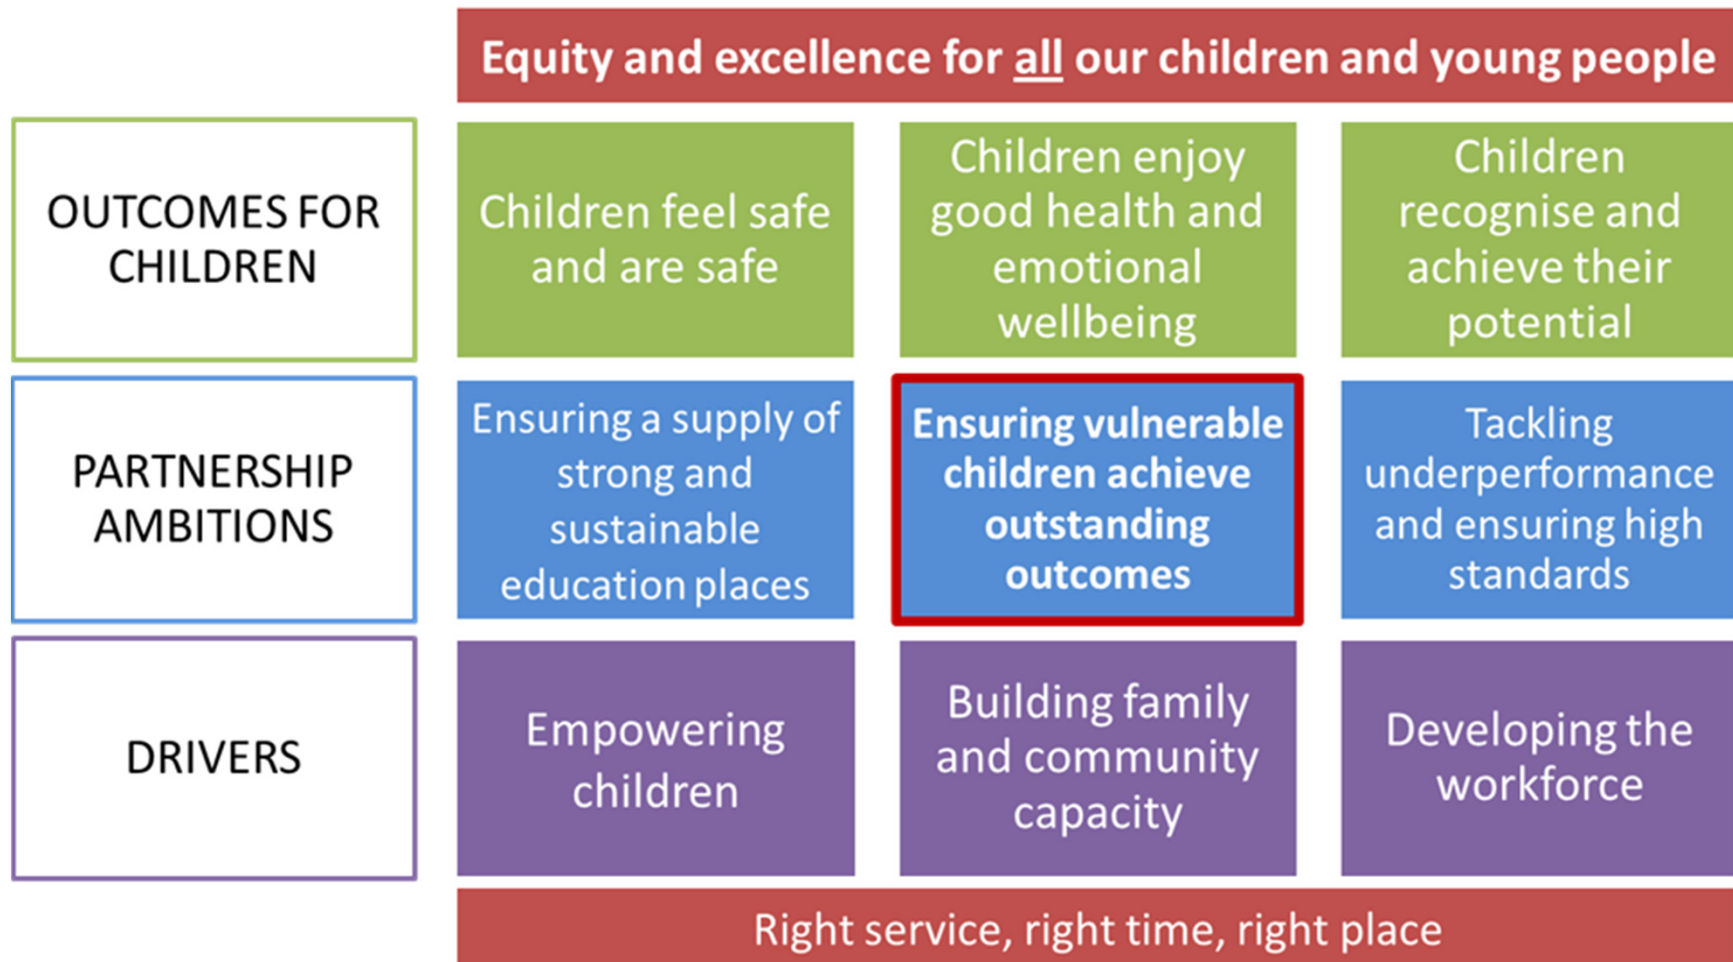 Equity and excellence for all our children and young people
OUTCOMES FOR
CHILDREN
Children feel safe
and are safe
Children enjoy
good health and
emotional
wellbeing
Children
recognise and
achieve their
potential
PARTNERSHIP
AMBITIONS
Ensuring a supply of
strong and
sustainable
education places
Ensuring vulnerable
children achieve
outstanding
outcomes
Tackling
underperformance
and ensuring high
standards
DRIVERS
Empowering
children
Building family
and community
capacity
Developing the
workforce
Right service, right time, right place